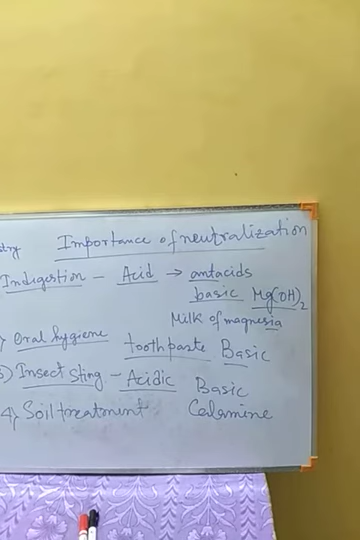 Importance of neutralization
Indigestion - Acid → antacids
basic Mg(OH)2
Milk of magnesia
) Oral hygiene toothpaste Basic
3) Insect Sting - Acidic Basic
4) Soil treatment Calamine